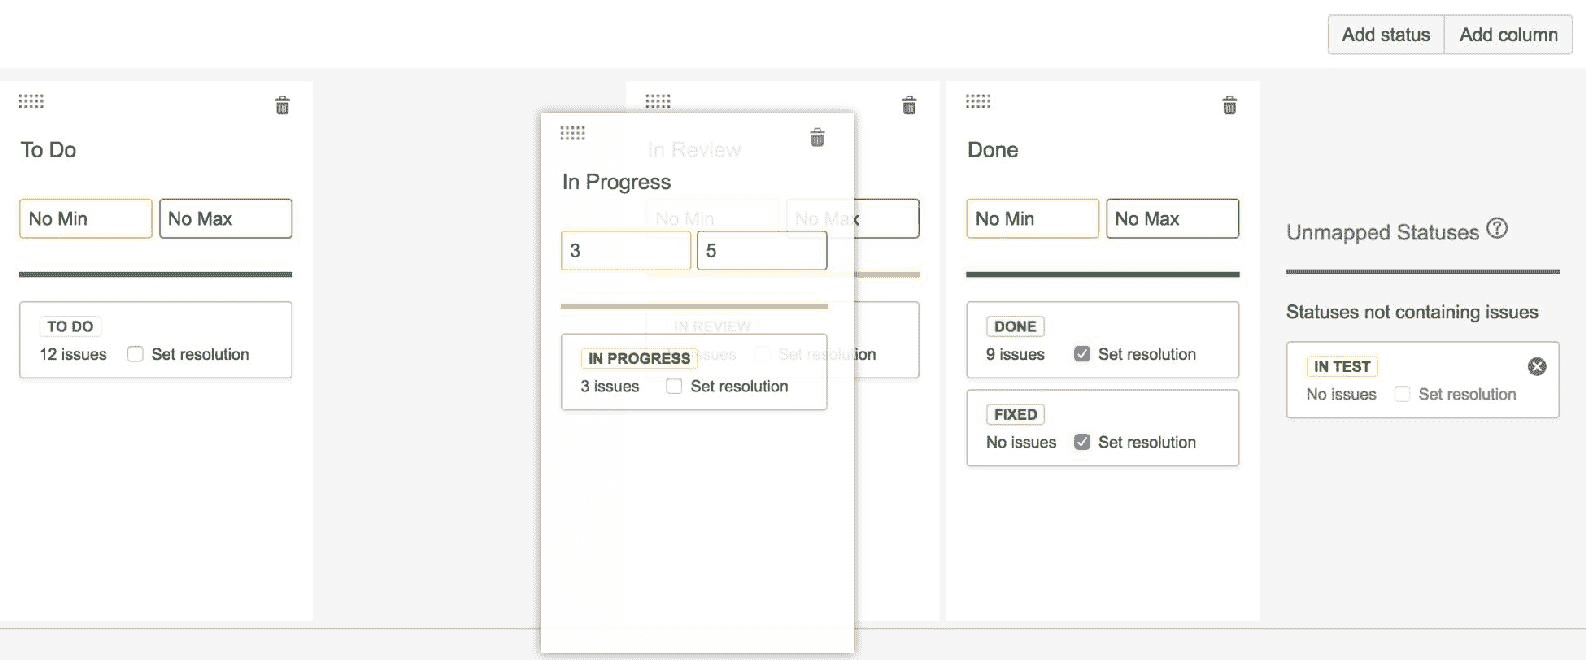 Add status
Add column
To Do
No Min
No Max
TO DO
12 issues
Set resolution
In Progress
3
5
IN PROGRESS
3 issues
Set resolution
In Review
No Min
No Max
IN REVIEW
issues
Set resolution
Done
No Min
No Max
DONE
9 issues
Set resolution
FIXED
No issues
Set resolution
Unmapped Statuses ?
Statuses not containing issues
IN TEST
No issues
Set resolution